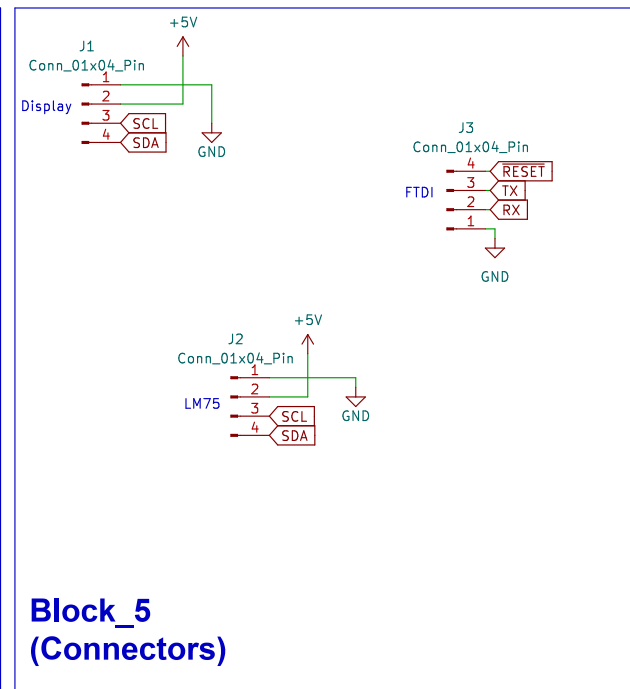 +5V
J1
Conn_01x04_Pin
1
2
Display
3
SCL
4
SDA
GND
J3
Conn_01x04_Pin
4
RESET
3
TX
FTDI
2
RX
1
GND
+5V
J2
Conn_01x04_Pin
1
2
LM75
3
SCL
4
SDA
GND
Block_5
(Connectors)